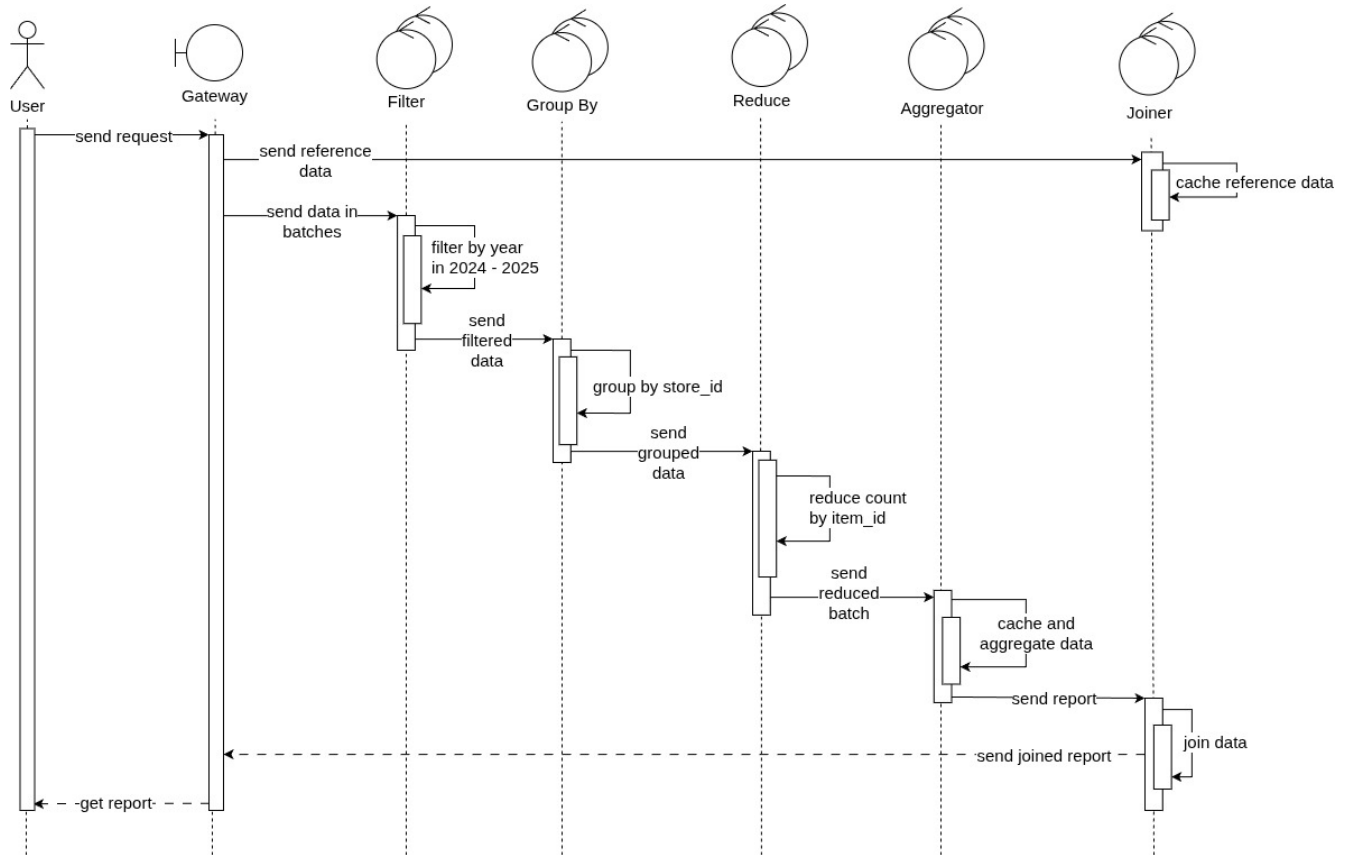 User
Gateway
Filter
Group By
Reduce
Aggregator
Joiner
send request
send reference
data
cache reference data
send data in
batches
filter by year
in 2024 - 2025
send
filtered
data
group by store_id
send
grouped
data
reduce count
by item_id
send
reduced
batch
cache and
aggregate data
send report
join data
send joined report
get report